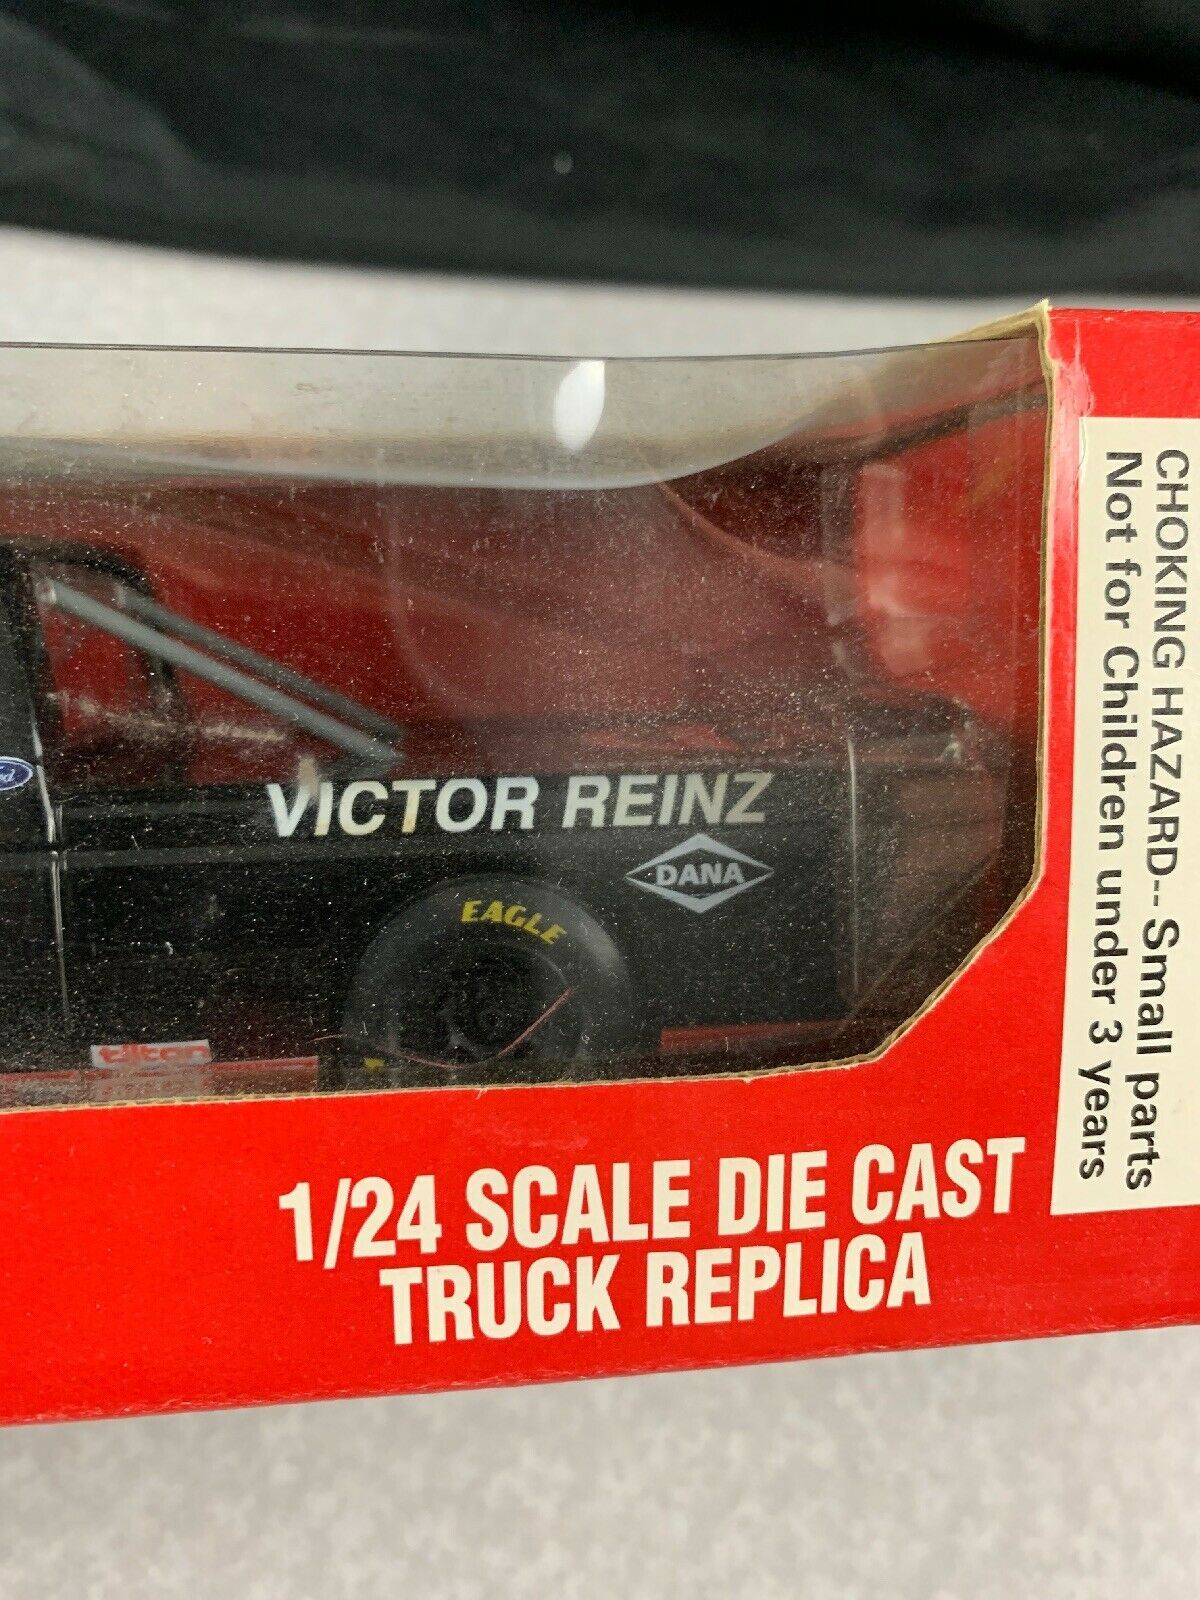 VICTOR REINZ
DANA
EAGLE
tilton
1/24 SCALE DIE CAST
TRUCK REPLICA
CHOKING HAZARD-- Small parts
Not for Children under 3 years